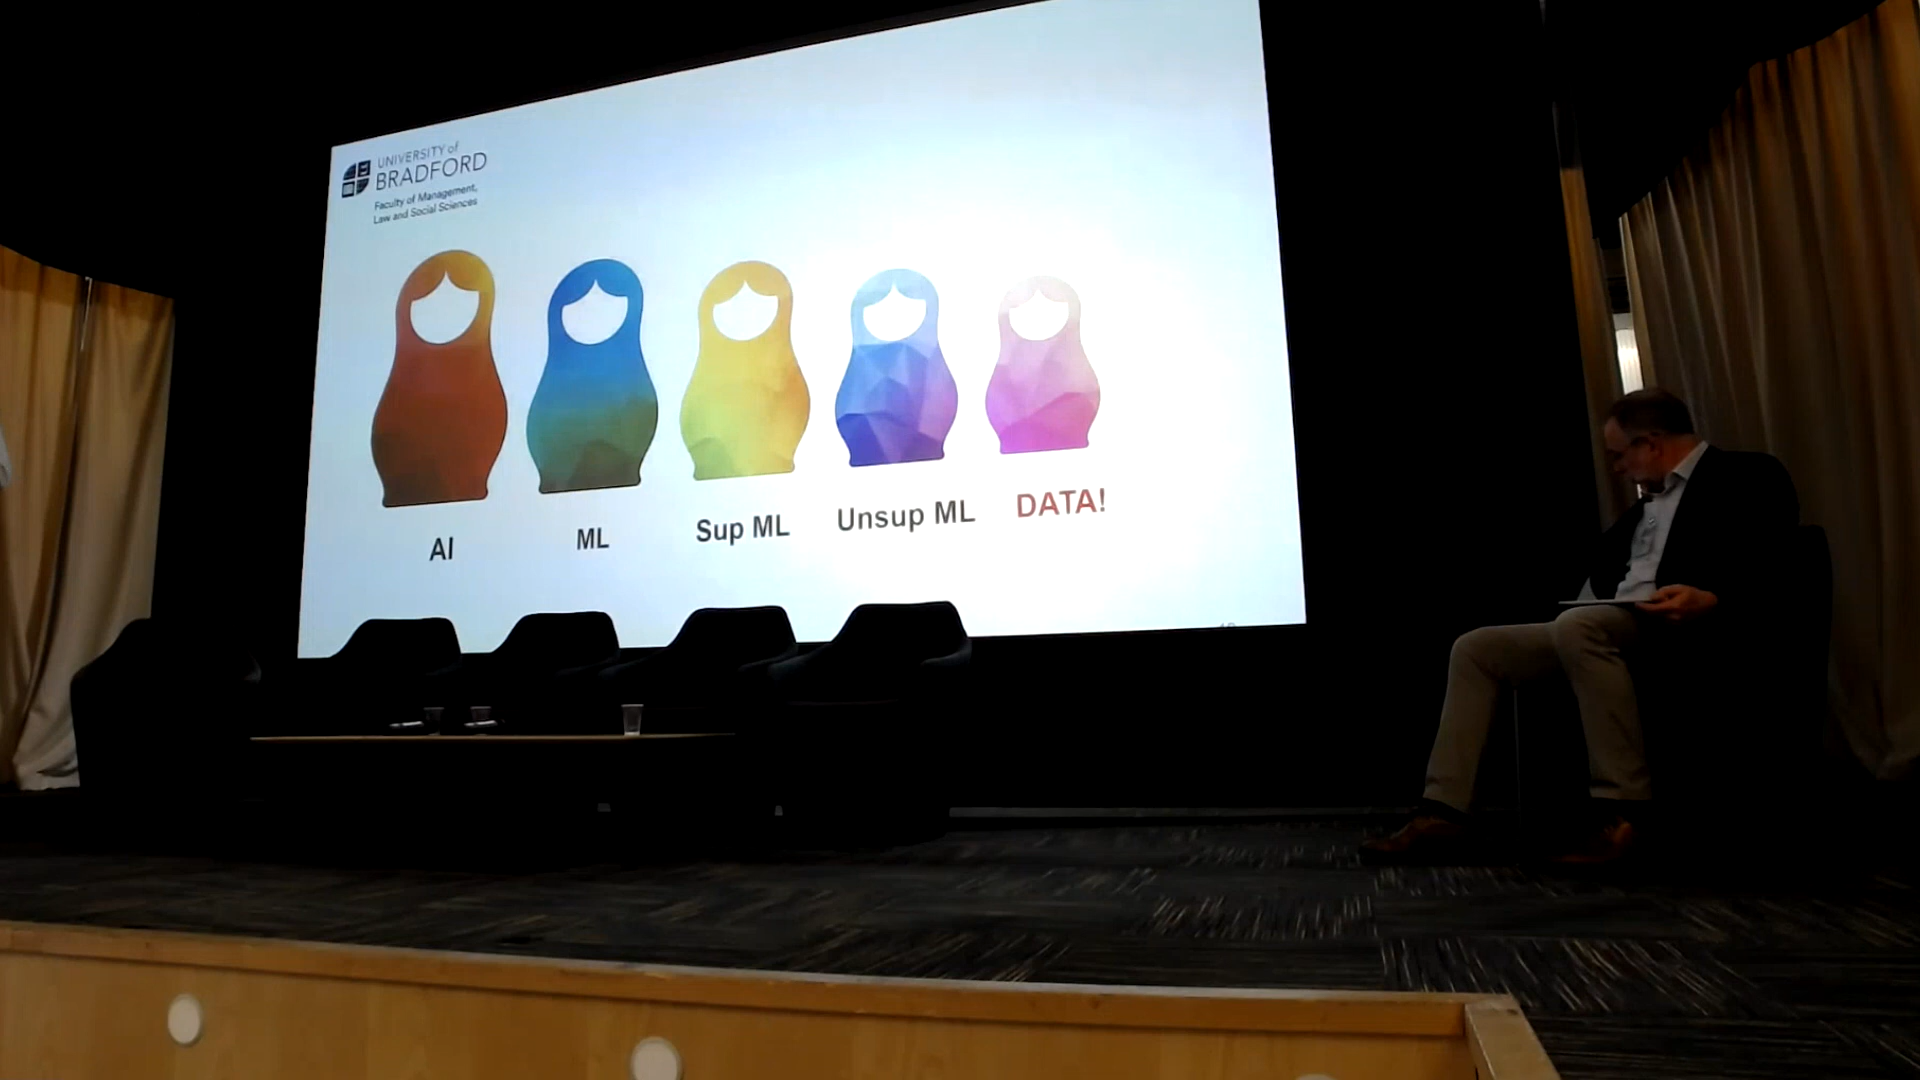 UNIVERSITY of
BRADFORD
Faculty of Management,
Law and Social Sciences
AI
ML
Sup ML
Unsup ML
DATA!